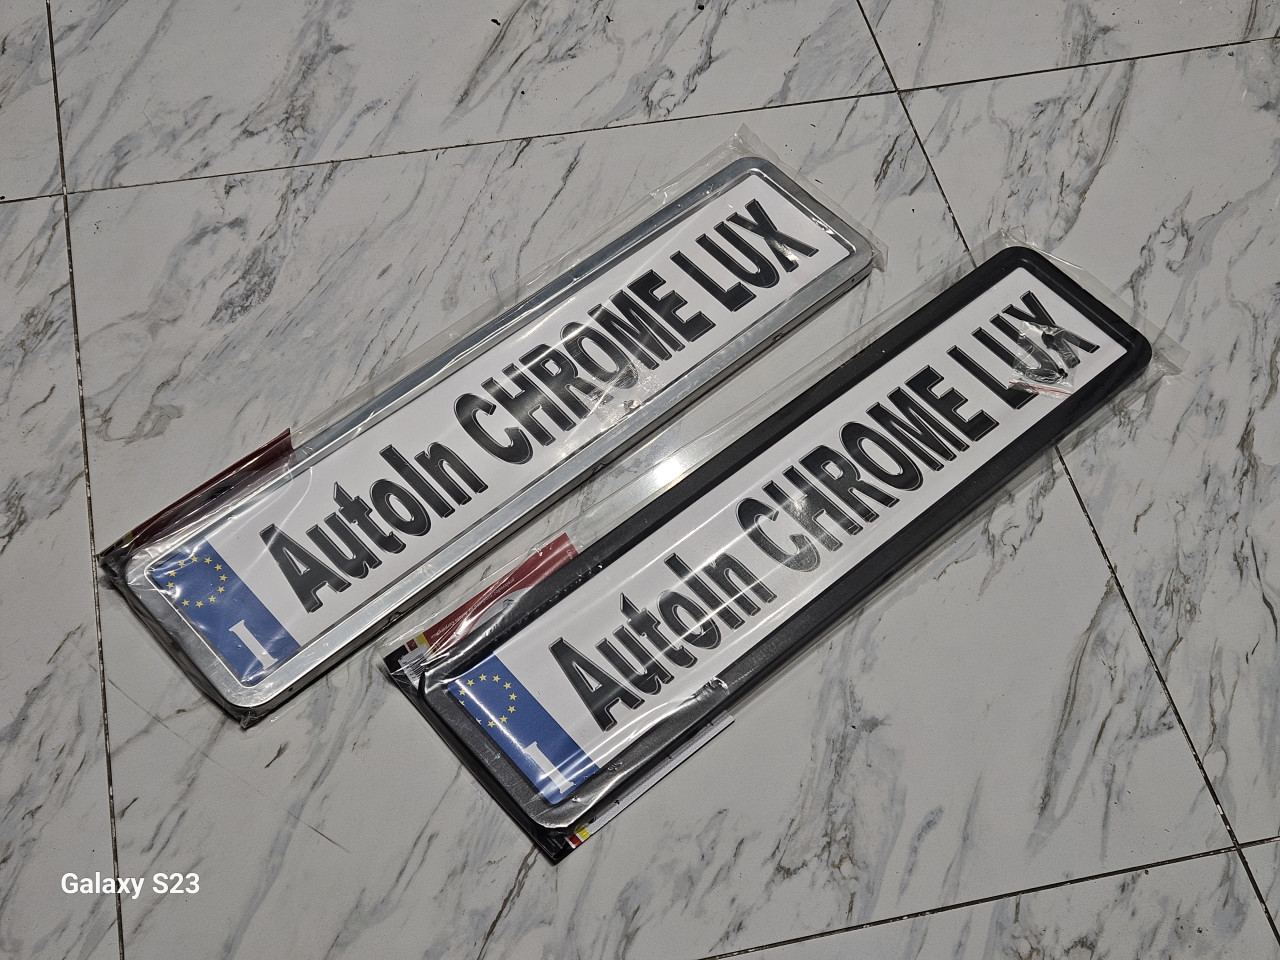 AutoIn CHROME LUX
I
AutoIn CHROME LUX
I
Galaxy S23